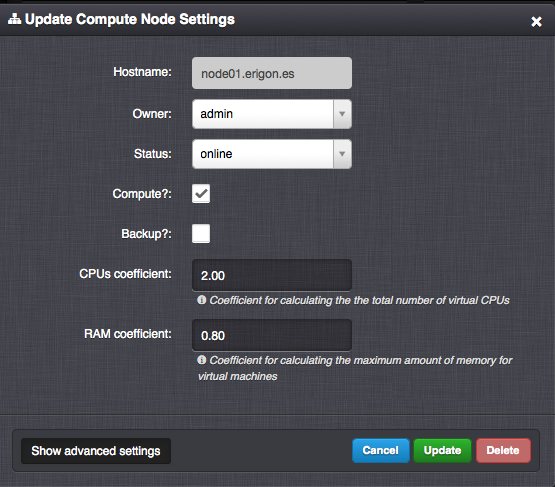 Update Compute Node Settings
Hostname: node01.erigon.es
Owner: admin
Status: online
Compute?:
Backup?:
CPUs coefficient: 2.00
Coefficient for calculating the the total number of virtual CPUs
RAM coefficient: 0.80
Coefficient for calculating the maximum amount of memory for
virtual machines
Show advanced settings Cancel Update Delete